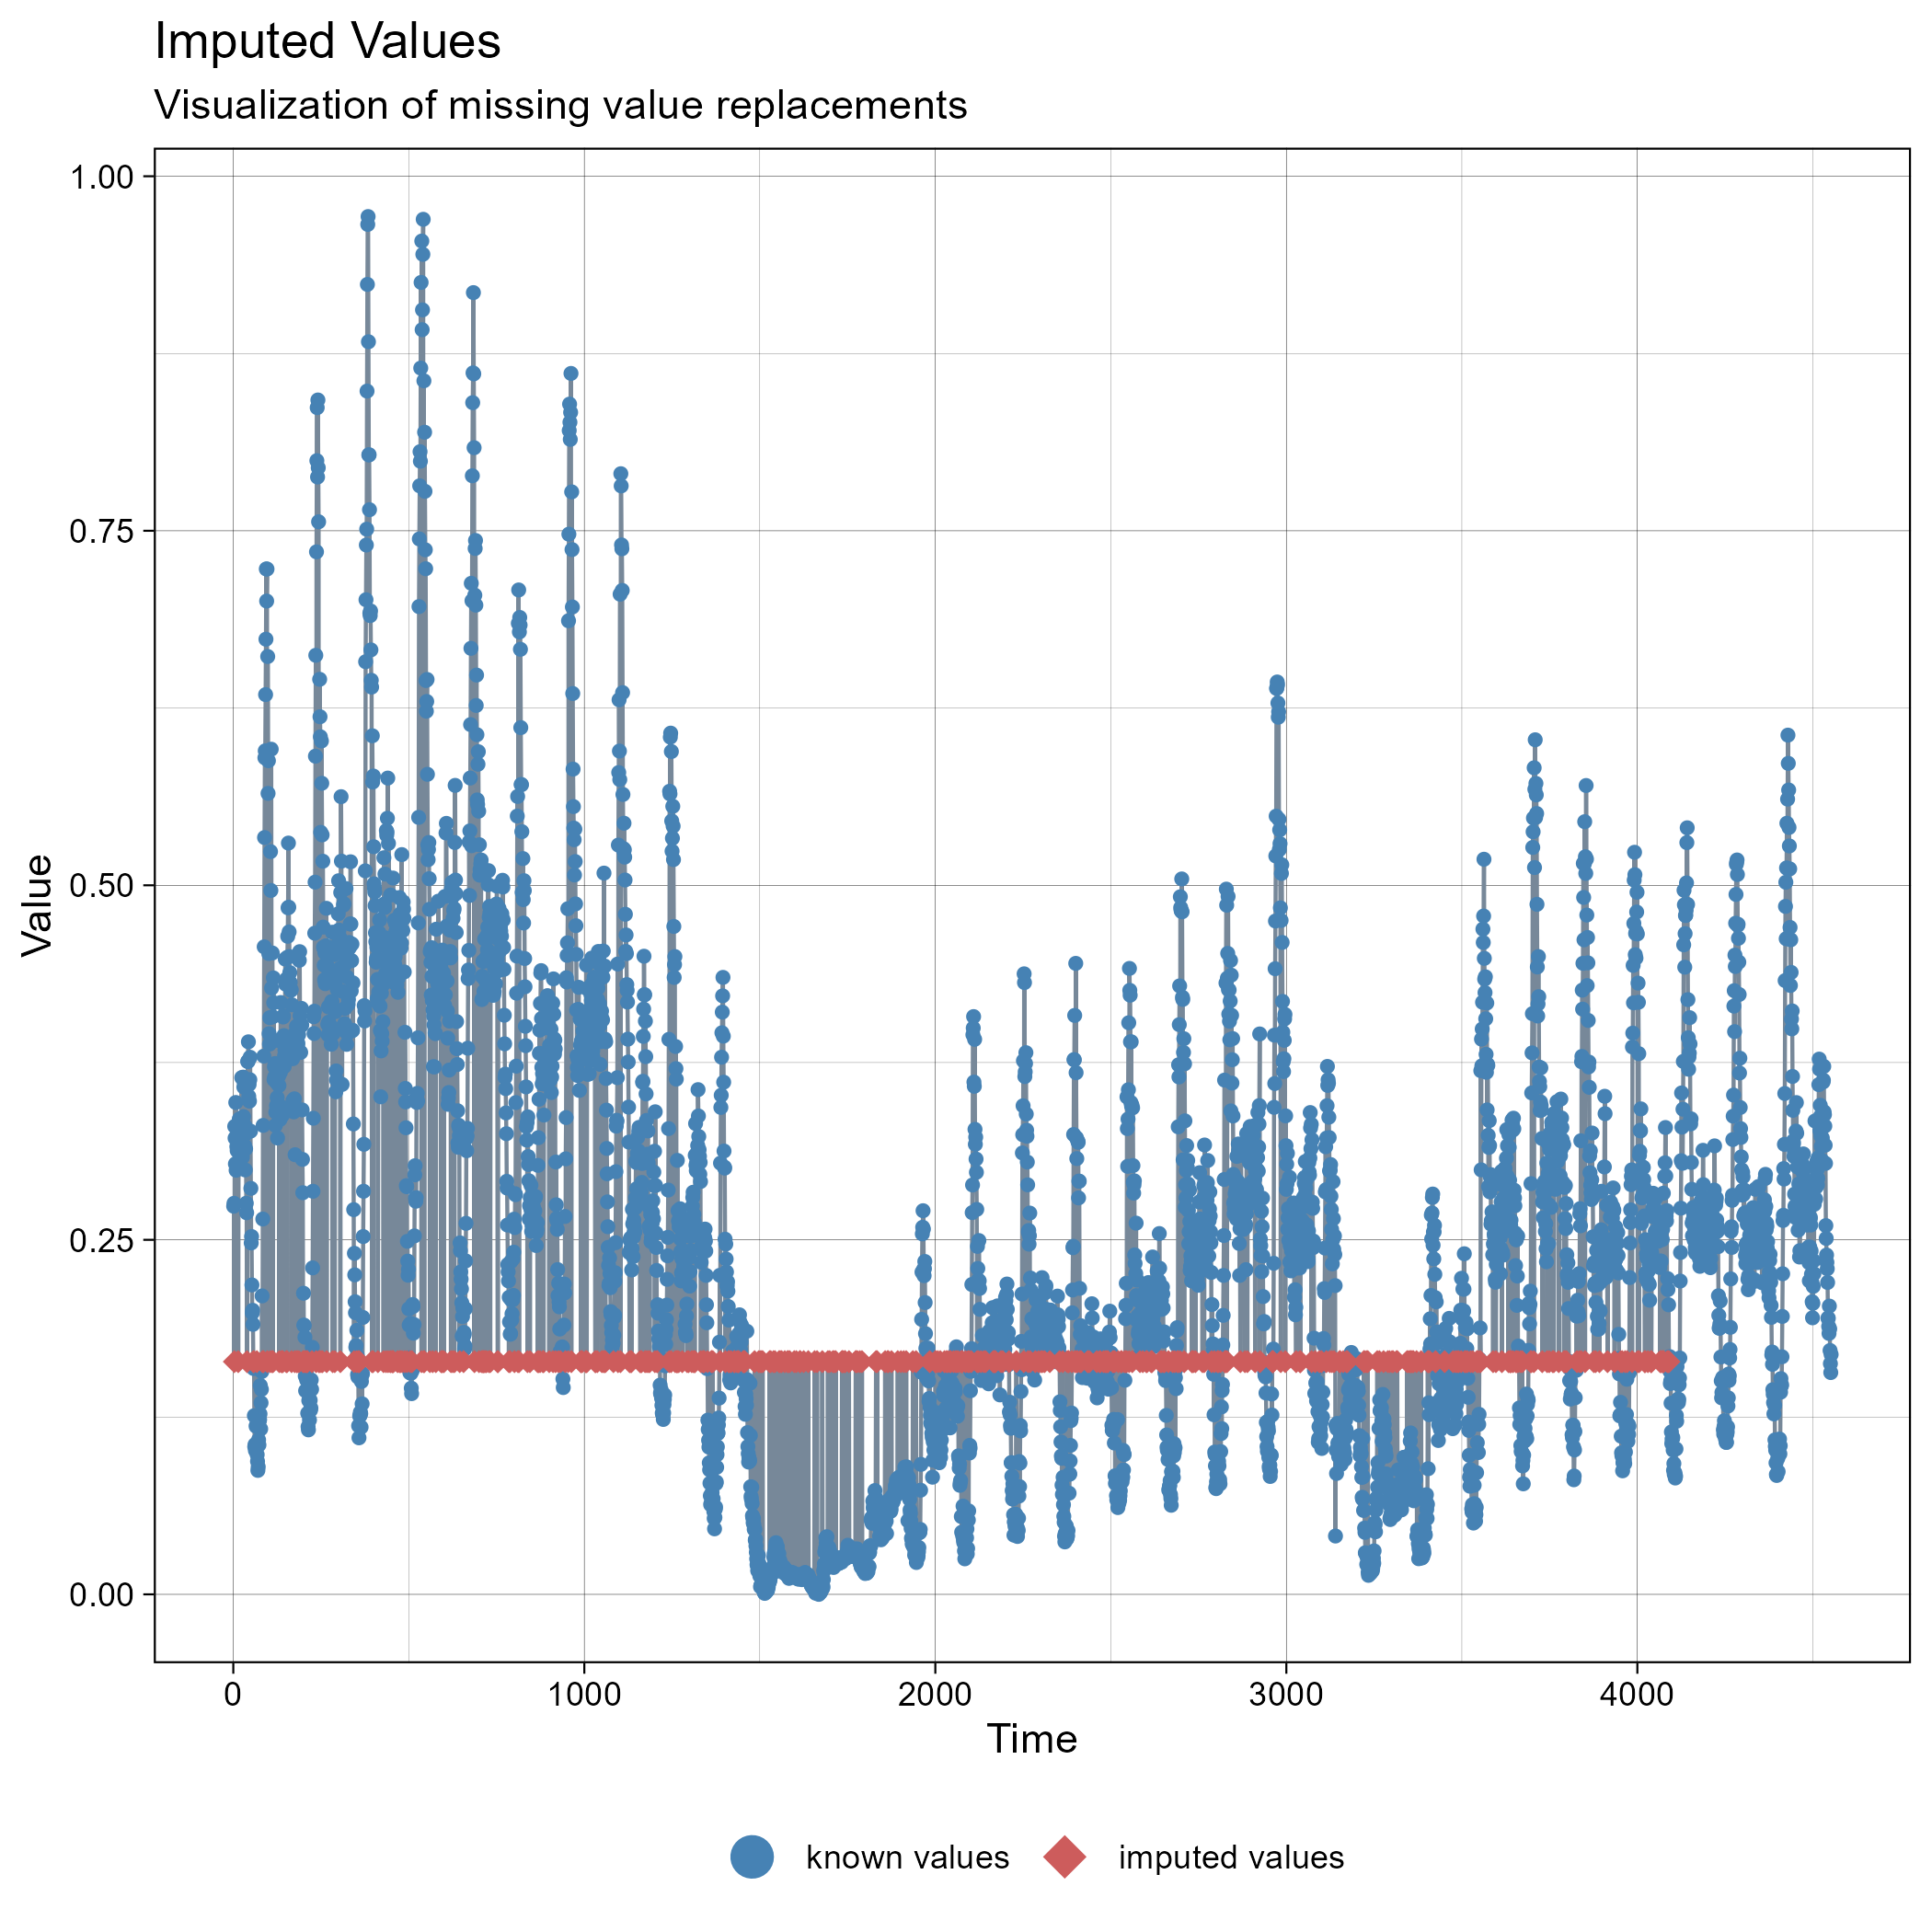 Imputed Values
Visualization of missing value replacements
1.00
0.75
0.50
0.25
0.00
Value
0 1000 2000 3000 4000
Time
known values imputed values